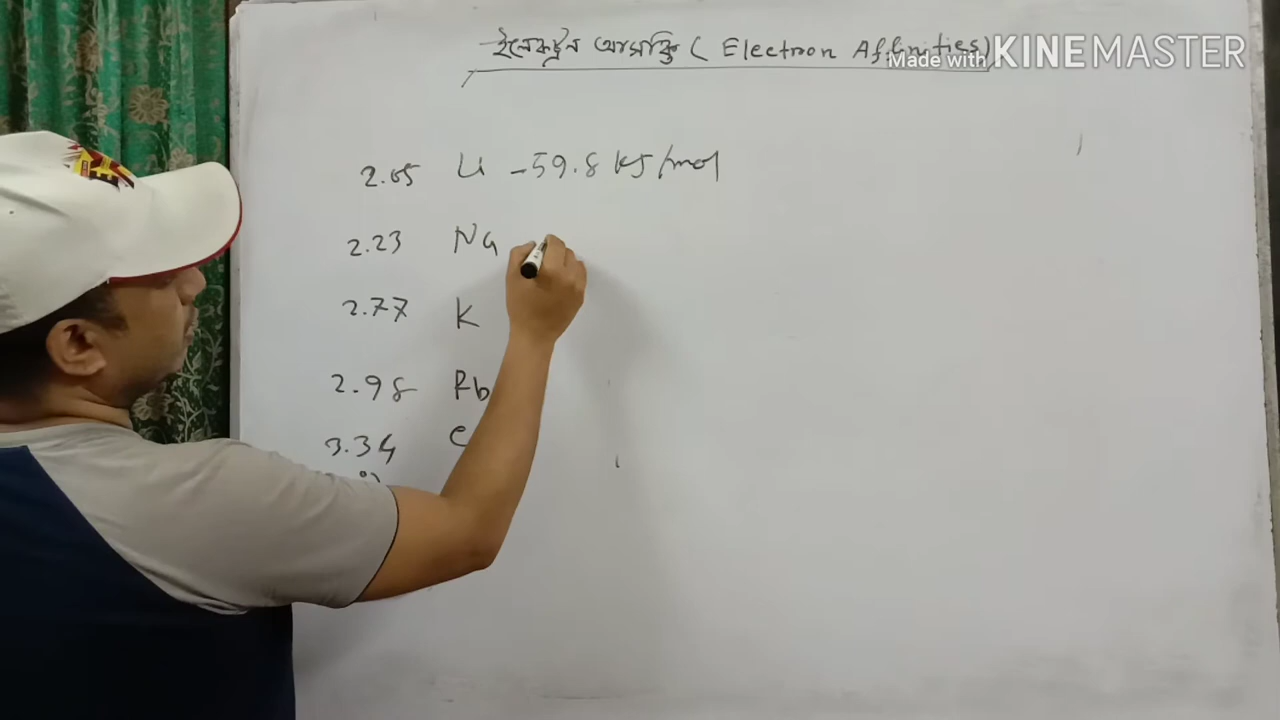 ইলেকট্রন আসক্তি ( Electron Affinities)
Made with KINEMASTER
2.05 Li -59.8 kJ/mol
2.23 Na
2.77 K
2.98 Rb
3.34 C